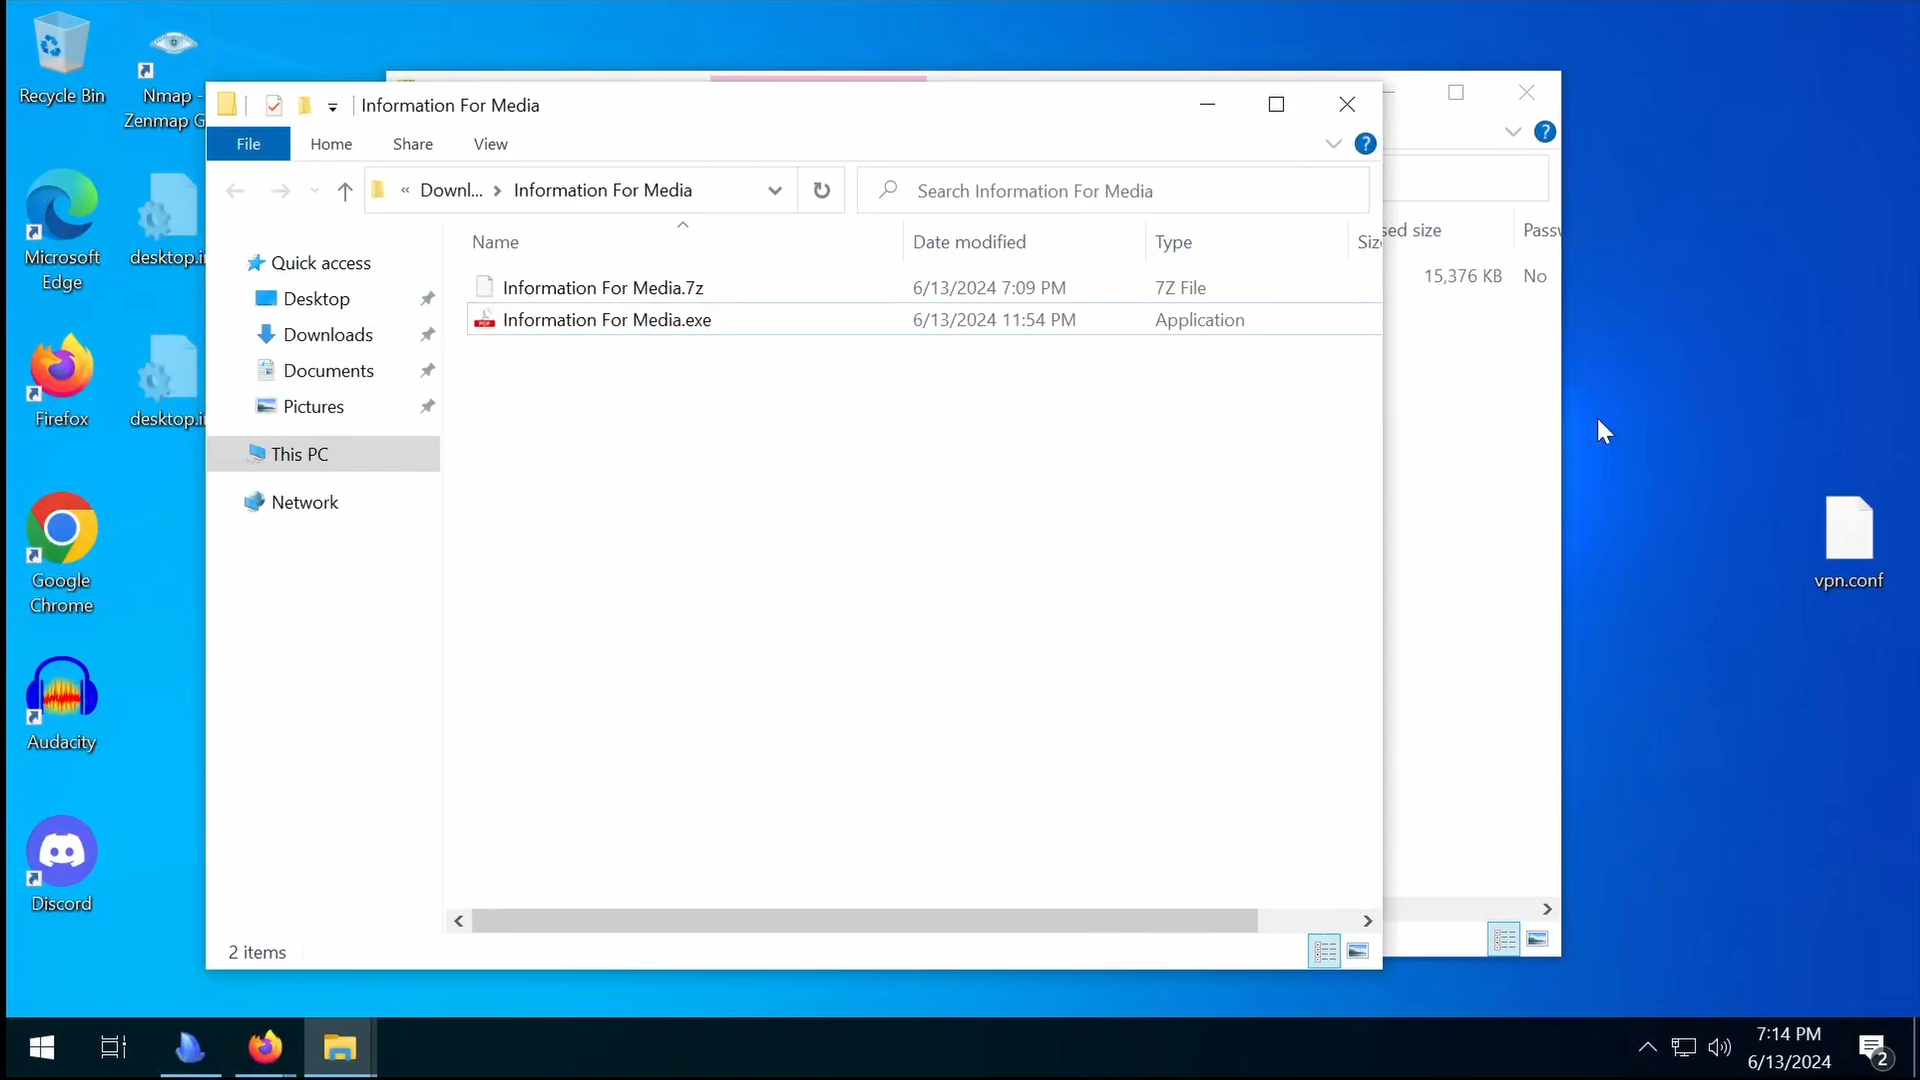 Recycle Bin
Nmap -
Zenmap G
Microsoft
Edge
desktop.i
Firefox
desktop.i
Google
Chrome
Audacity
Discord
vpn.conf
Information For Media
File
Home
Share
View
?
« Downl... > Information For Media
Search Information For Media
Quick access
Desktop
Downloads
Documents
Pictures
This PC
Network
Name
Date modified
Type
Siz
Information For Media.7z
6/13/2024 7:09 PM
7Z File
PDF
Information For Media.exe
6/13/2024 11:54 PM
Application
2 items
?
sed size
Passw
15,376 KB
No
7:14 PM
6/13/2024
2